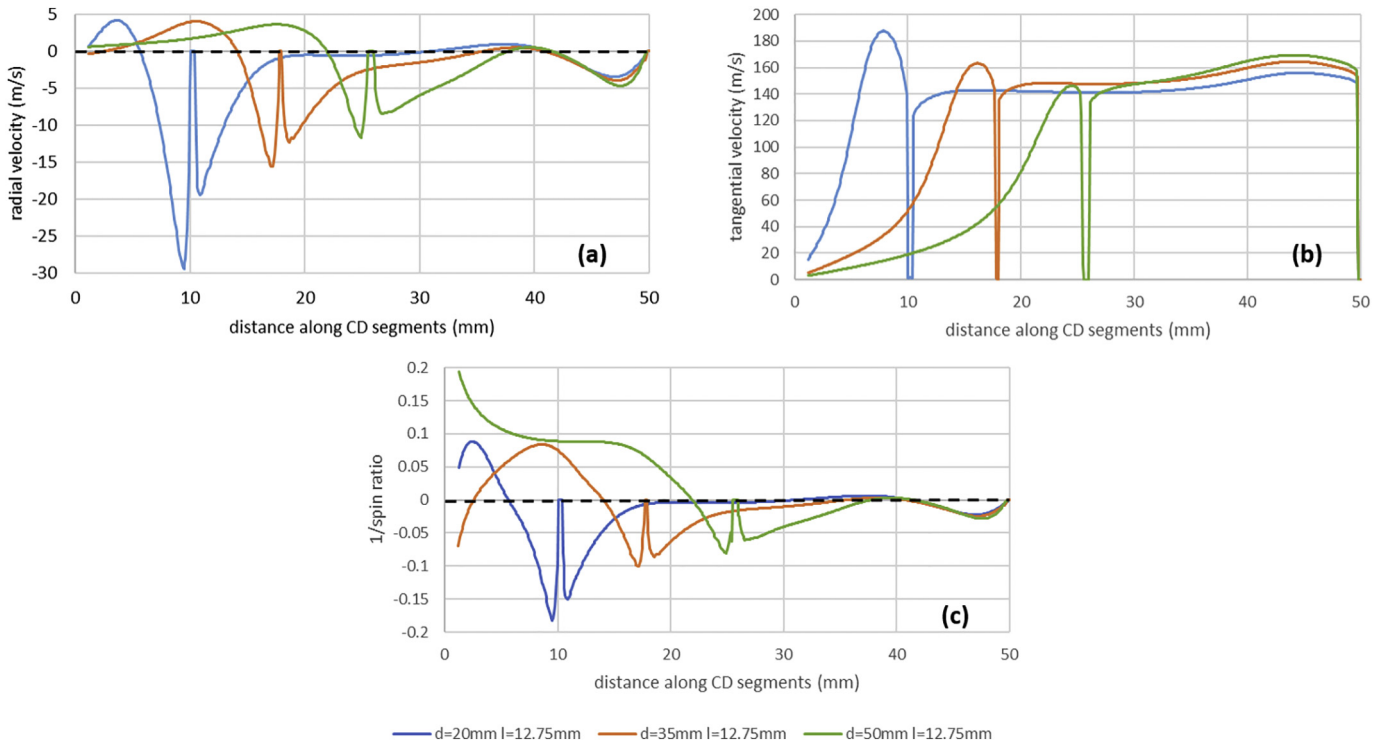 5
0
-5
-10
-15
-20
-25
-30
radial velocity (m/s)
0 10 20 30 40 50
distance along CD segments (mm)
(a)
200
180
160
140
120
100
80
60
40
20
0
tangential velocity (m/s)
0 10 20 30 40 50
distance along CD segments (mm)
(b)
0.2
0.15
0.1
0.05
0
-0.05
-0.1
-0.15
-0.2
1/spin ratio
0 10 20 30 40 50
distance along CD segments (mm)
(c)
d=20mm l=12.75mm d=35mm l=12.75mm d=50mm l=12.75mm